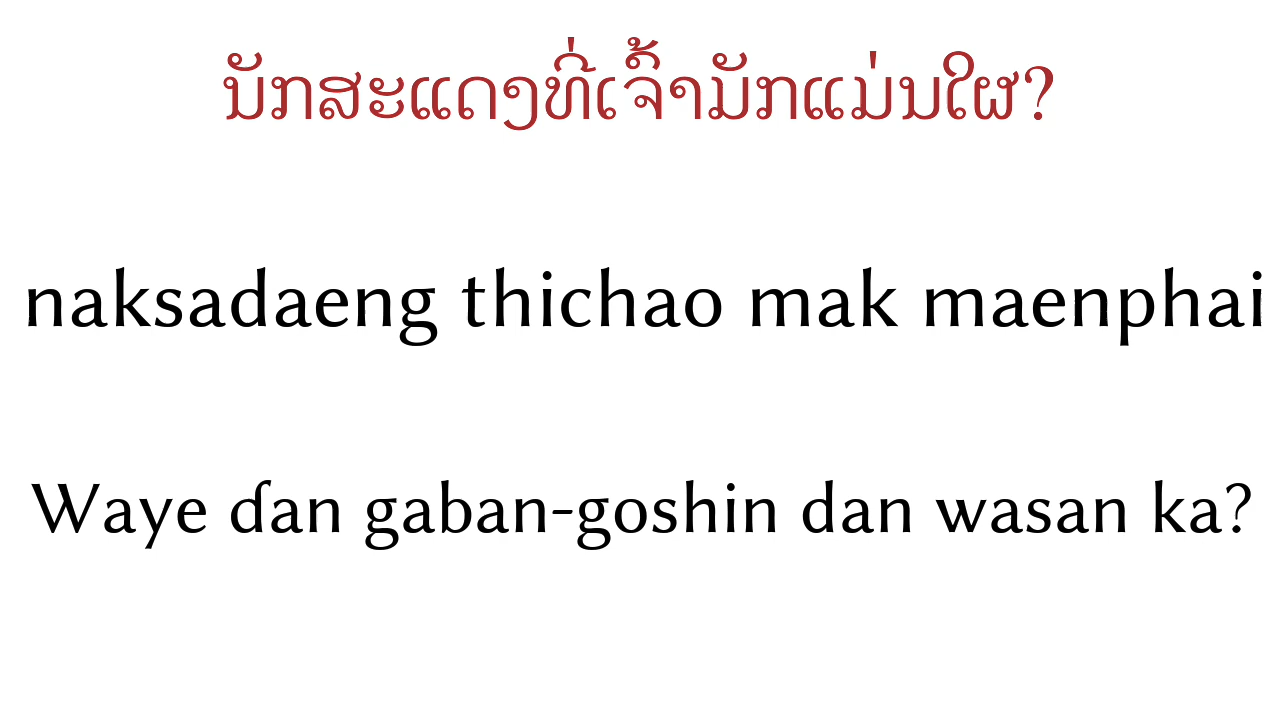 ນັກສະແດງທີ່ເຈົ້າມັກແມ່ນໃຜ?
naksadaeng thichao mak maenphai
Waye ɗan gaban-goshin dan wasan ka?